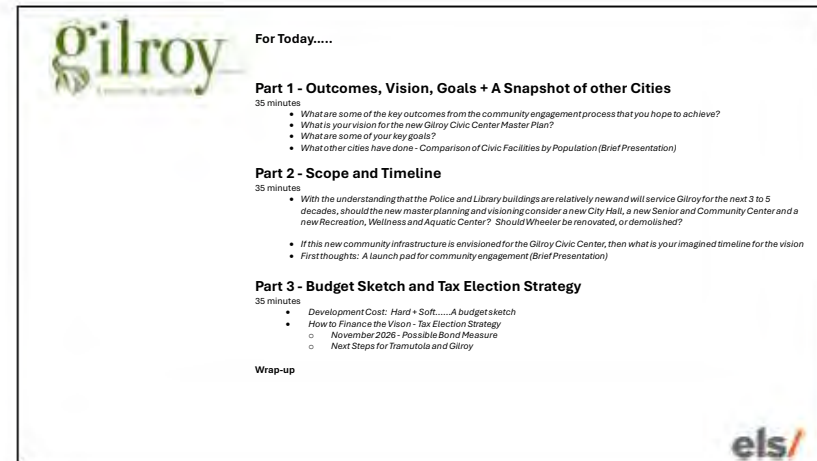 gilroy
For Today.....
Part 1 - Outcomes, Vision, Goals + A Snapshot of other Cities
35 minutes
• What are some of the key outcomes from the community engagement process that you hope to achieve?
• What is your vision for the new Gilroy Civic Center Master Plan?
• What are some of your key goals?
• What other cities have done - Comparison of Civic Facilities by Population (Brief Presentation)
Part 2 - Scope and Timeline
35 minutes
• With the understanding that the Police and Library buildings are relatively new and will service Gilroy for the next 3 to 5
decades, should the new master planning and visioning consider a new City Hall, a new Senior and Community Center and a
new Recreation, Wellness and Aquatic Center? Should Wheeler be renovated, or demolished?
• If this new community infrastructure is envisioned for the Gilroy Civic Center, then what is your imagined timeline for the vision
• First thoughts: A launch pad for community engagement (Brief Presentation)
Part 3 - Budget Sketch and Tax Election Strategy
35 minutes
• Development Cost: Hard + Soft......A budget sketch
• How to Finance the Vison - Tax Election Strategy
o November 2026 - Possible Bond Measure
o Next Steps for Tramutola and Gilroy
Wrap-up
els/